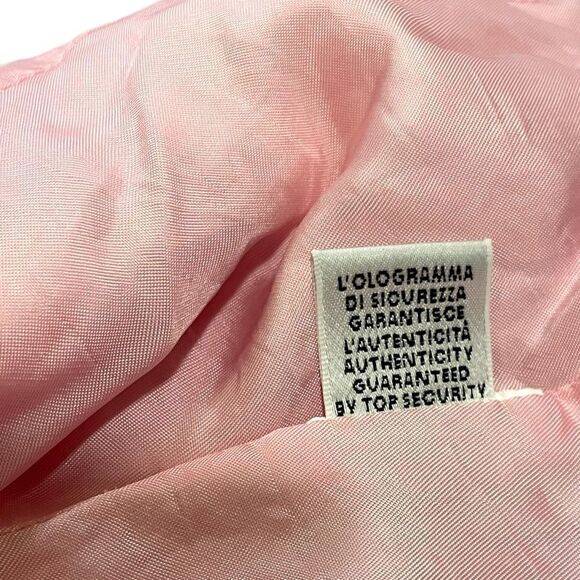 L'OLOGRAMMA
DI SICUREZZA
GARANTISCE
L'AUTENTICITÀ
AUTHENTICITY
GUARANTEED
BY TOP SECURITY